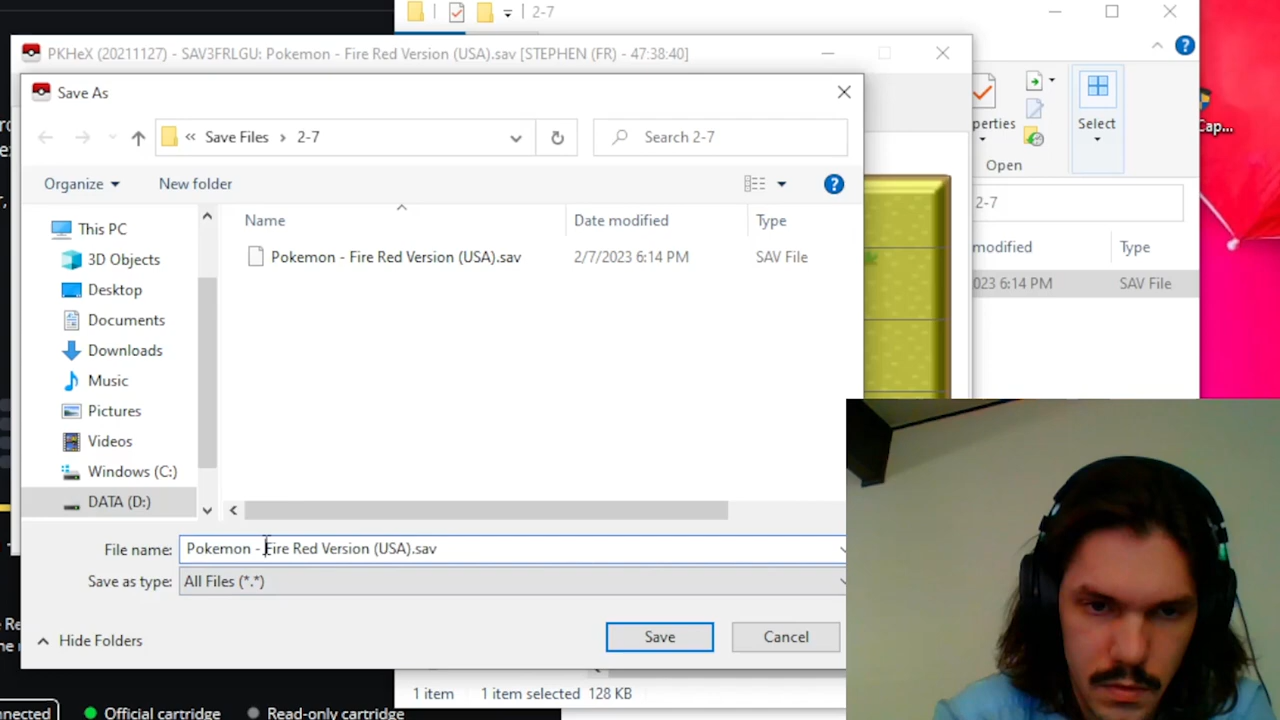 2-7
PKHeX (20211127) - SAV3FRLGU: Pokemon - Fire Red Version (USA).sav [STEPHEN (FR) - 47:38:40]
Save As
Save Files 2-7
Search 2-7
Organize
New folder
This PC
3D Objects
Desktop
Documents
Downloads
Music
Pictures
Videos
Windows (C:)
DATA (D:)
Name
Date modified
Type
Pokemon - Fire Red Version (USA).sav
2/7/2023 6:14 PM
SAV File
File name:
Pokemon - Fire Red Version (USA).sav
Save as type:
All Files (*.*)
Hide Folders
Save
Cancel
perties
Open
Select
2-7
modified
Type
023 6:14 PM
SAV File
Cap...
1 item
1 item selected 128 KB
nnected
Official cartridge
Read-only cartridge